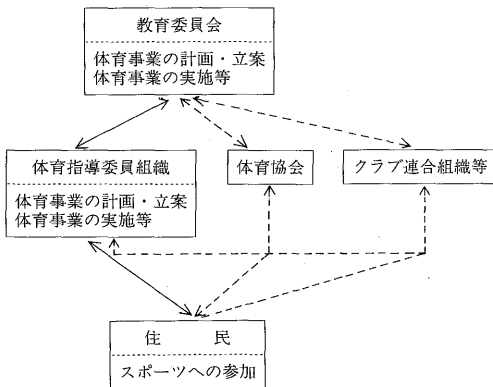 教育委員会
体育事業の計画・立案
体育事業の実施等
体育指導委員組織
体育事業の計画・立案
体育事業の実施等
体育協会
クラブ連合組織等
住　　民
スポーツへの参加